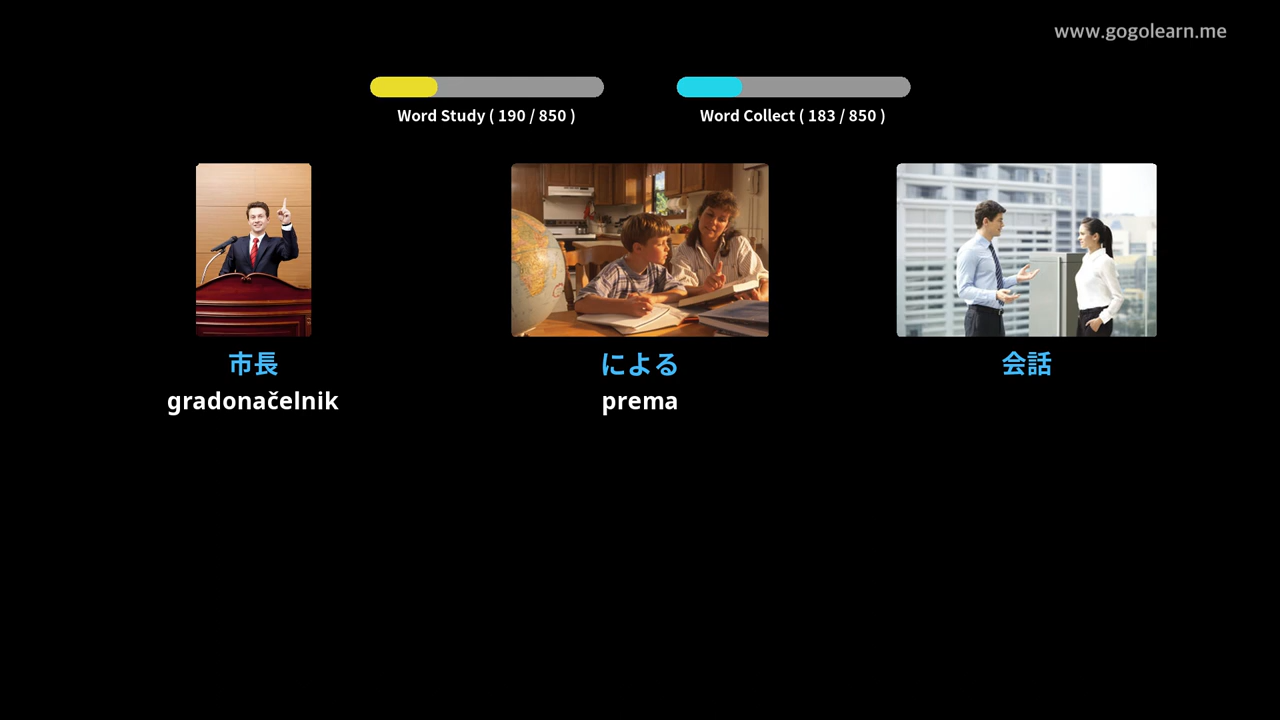 www.gogolearn.me
Word Study ( 190 / 850 )
Word Collect ( 183 / 850 )
市長
による
会話
gradonačelnik
prema